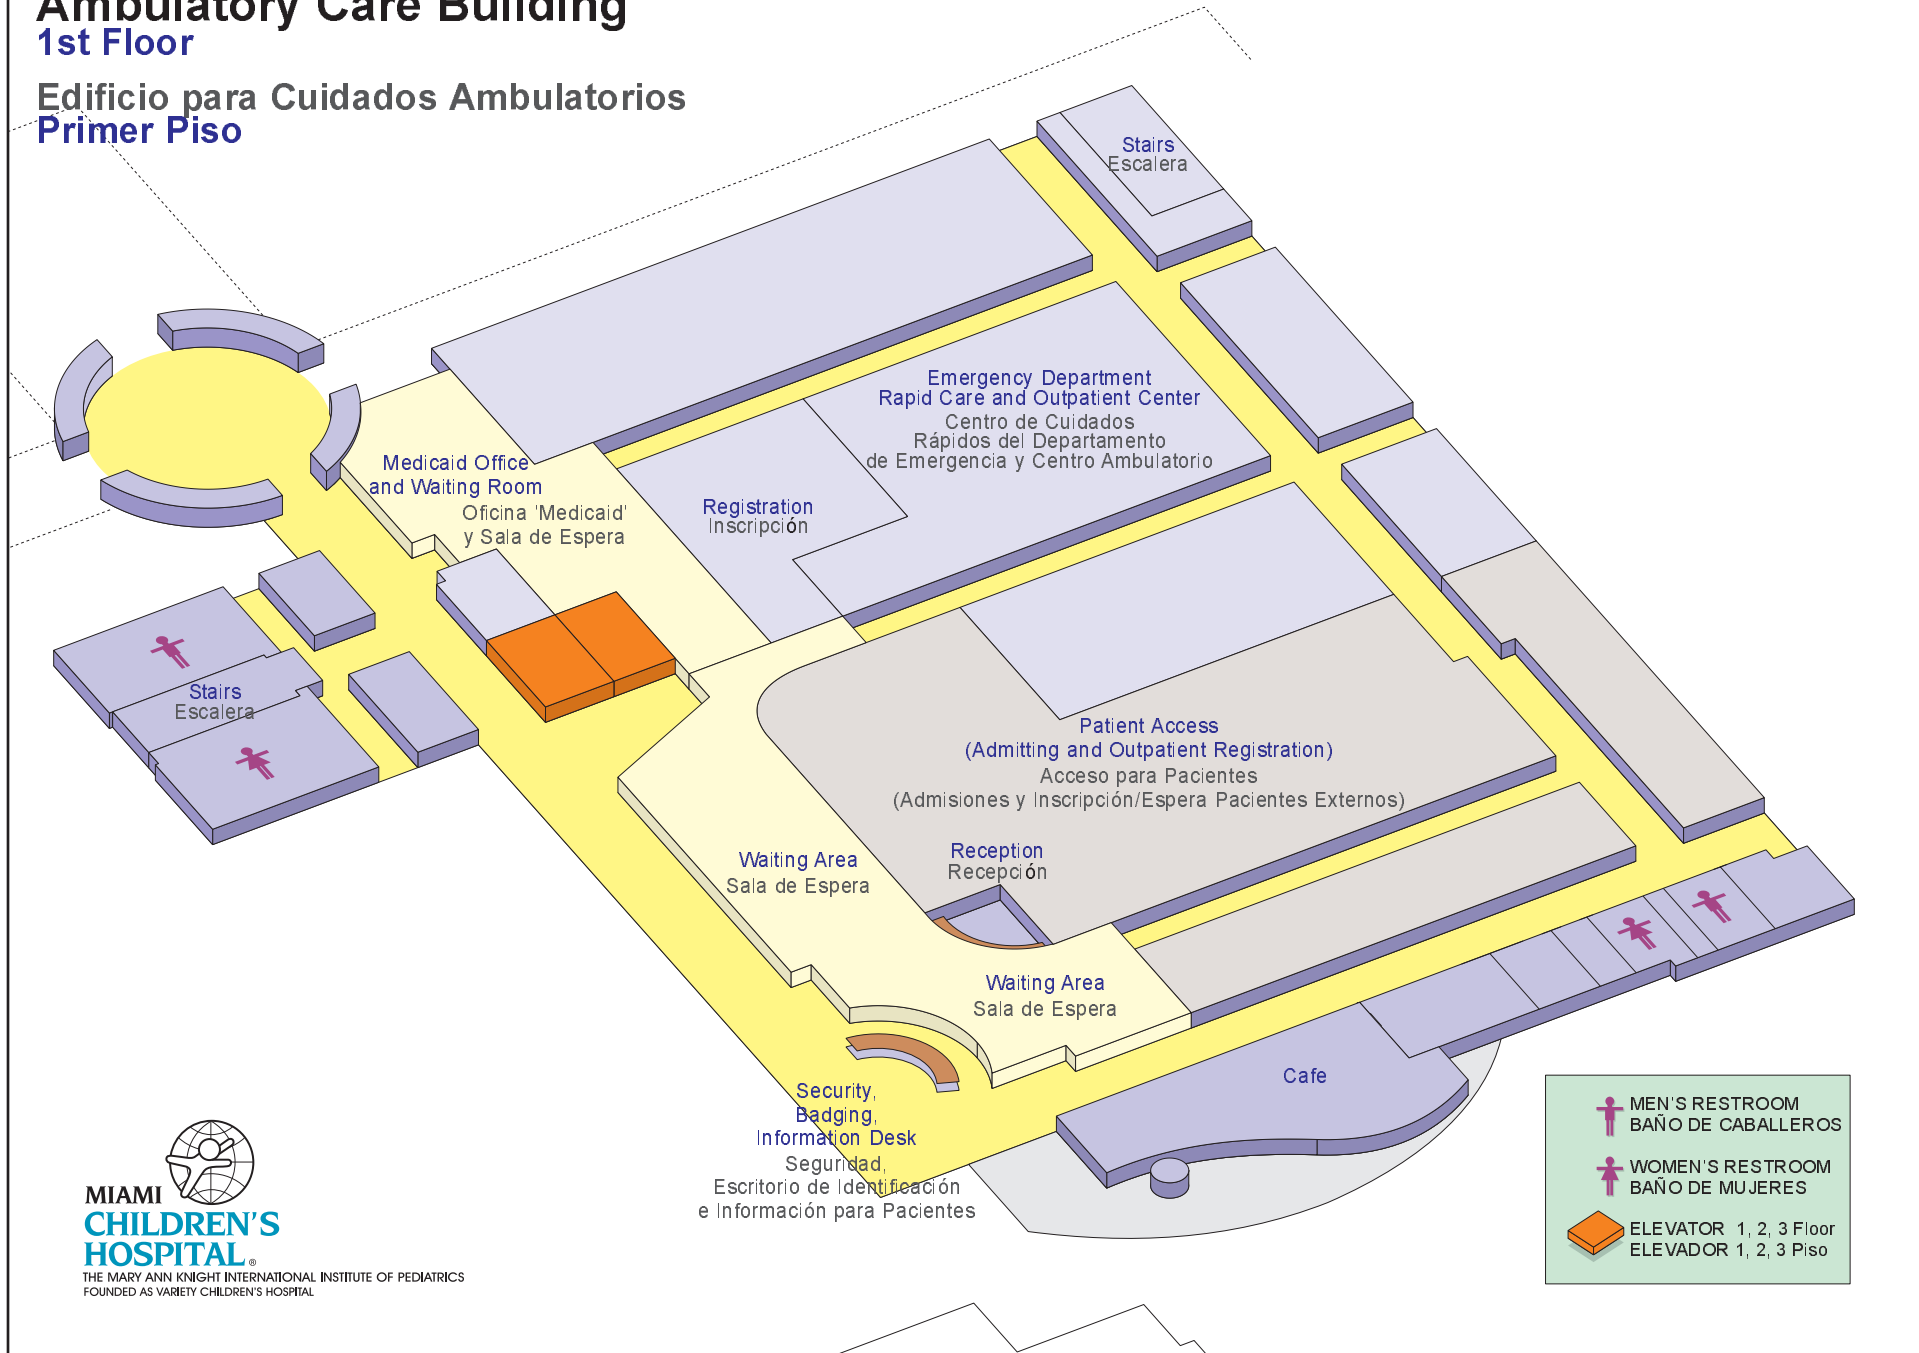 Ambulatory Care Building
1st Floor
Edificio para Cuidados Ambulatorios
Primer Piso
Stairs
Escalera
Emergency Department
Rapid Care and Outpatient Center
Centro de Cuidados
Rápidos del Departamento
de Emergencia y Centro Ambulatorio
Medicaid Office
and Waiting Room
Oficina 'Medicaid'
y Sala de Espera
Registration
Inscripción
Stairs
Escalera
Patient Access
(Admitting and Outpatient Registration)
Acceso para Pacientes
(Admisiones y Inscripción/Espera Pacientes Externos)
Reception
Recepción
Waiting Area
Sala de Espera
Waiting Area
Sala de Espera
Cafe
Security,
Badging,
Information Desk
Seguridad,
Escritorio de Identificación
e Información para Pacientes
MEN'S RESTROOM
BAÑO DE CABALLEROS
WOMEN'S RESTROOM
BAÑO DE MUJERES
ELEVATOR 1, 2, 3 Floor
ELEVADOR 1, 2, 3 Piso
MIAMI
CHILDREN'S
HOSPITAL®
THE MARY ANN KNIGHT INTERNATIONAL INSTITUTE OF PEDIATRICS
FOUNDED AS VARIETY CHILDREN'S HOSPITAL